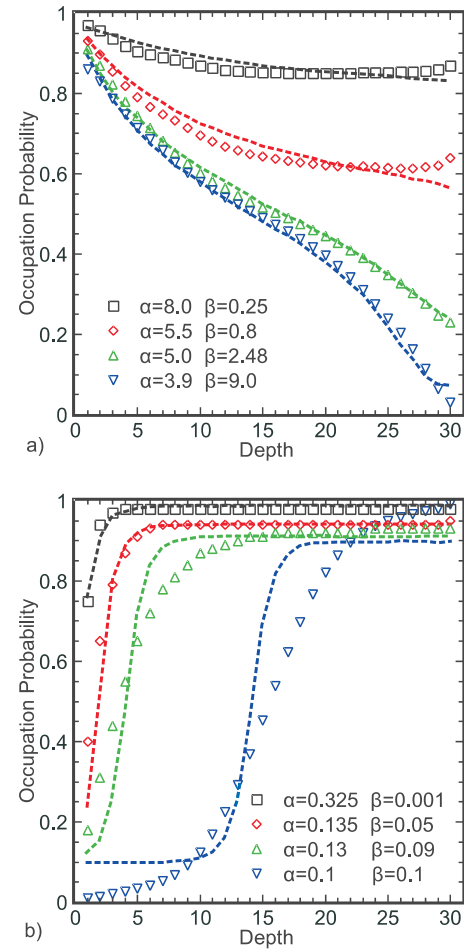 1
0.8
0.6
0.4
0.2
0
Occupation Probability
α=8.0 β=0.25
α=5.5 β=0.8
α=5.0 β=2.48
α=3.9 β=9.0
0 5 10 15 20 25 30
Depth
a)
1
0.8
0.6
0.4
0.2
0
Occupation Probability
α=0.325 β=0.001
α=0.135 β=0.05
α=0.13 β=0.09
α=0.1 β=0.1
0 5 10 15 20 25 30
Depth
b)